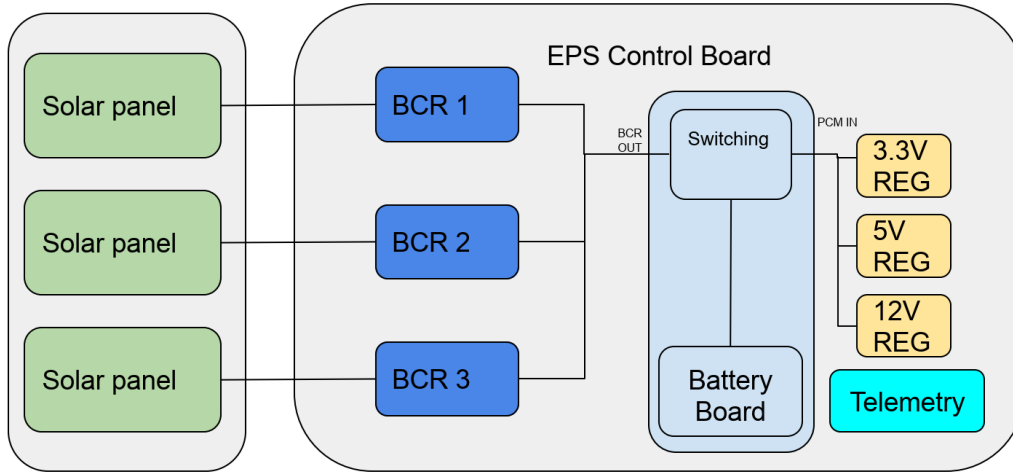 EPS Control Board
Solar panel
BCR 1
BCR
OUT
Switching
PCM IN
3.3V
REG
Solar panel
BCR 2
5V
REG
12V
REG
Solar panel
BCR 3
Battery
Board
Telemetry